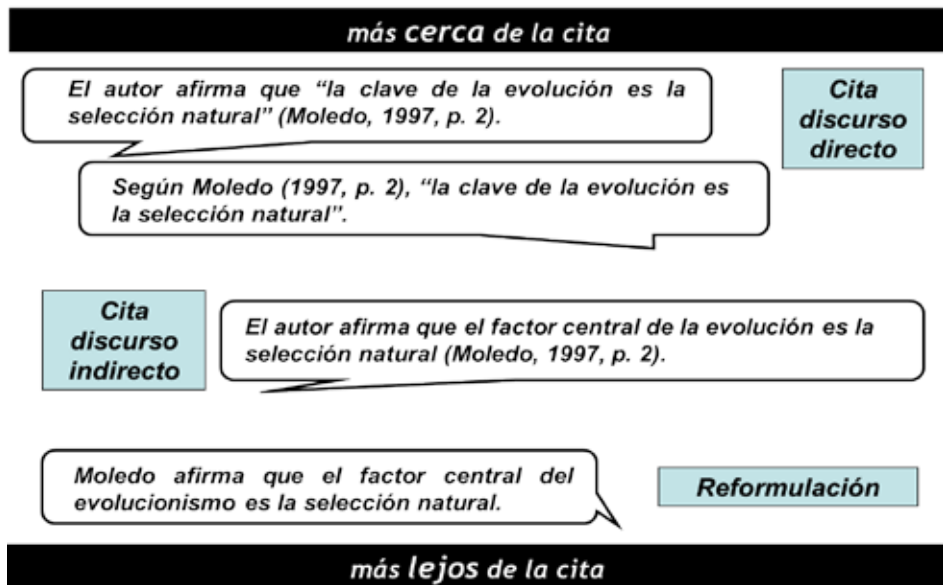 más cerca de la cita
El autor afirma que “la clave de la evolución es la
selección natural” (Moledo, 1997, p. 2).
Cita
discurso
directo
Según Moledo (1997, p. 2), “la clave de la evolución es
la selección natural”.
Cita
discurso
indirecto
El autor afirma que el factor central de la evolución es la
selección natural (Moledo, 1997, p. 2).
Moledo afirma que el factor central del
evolucionismo es la selección natural.
Reformulación
más lejos de la cita